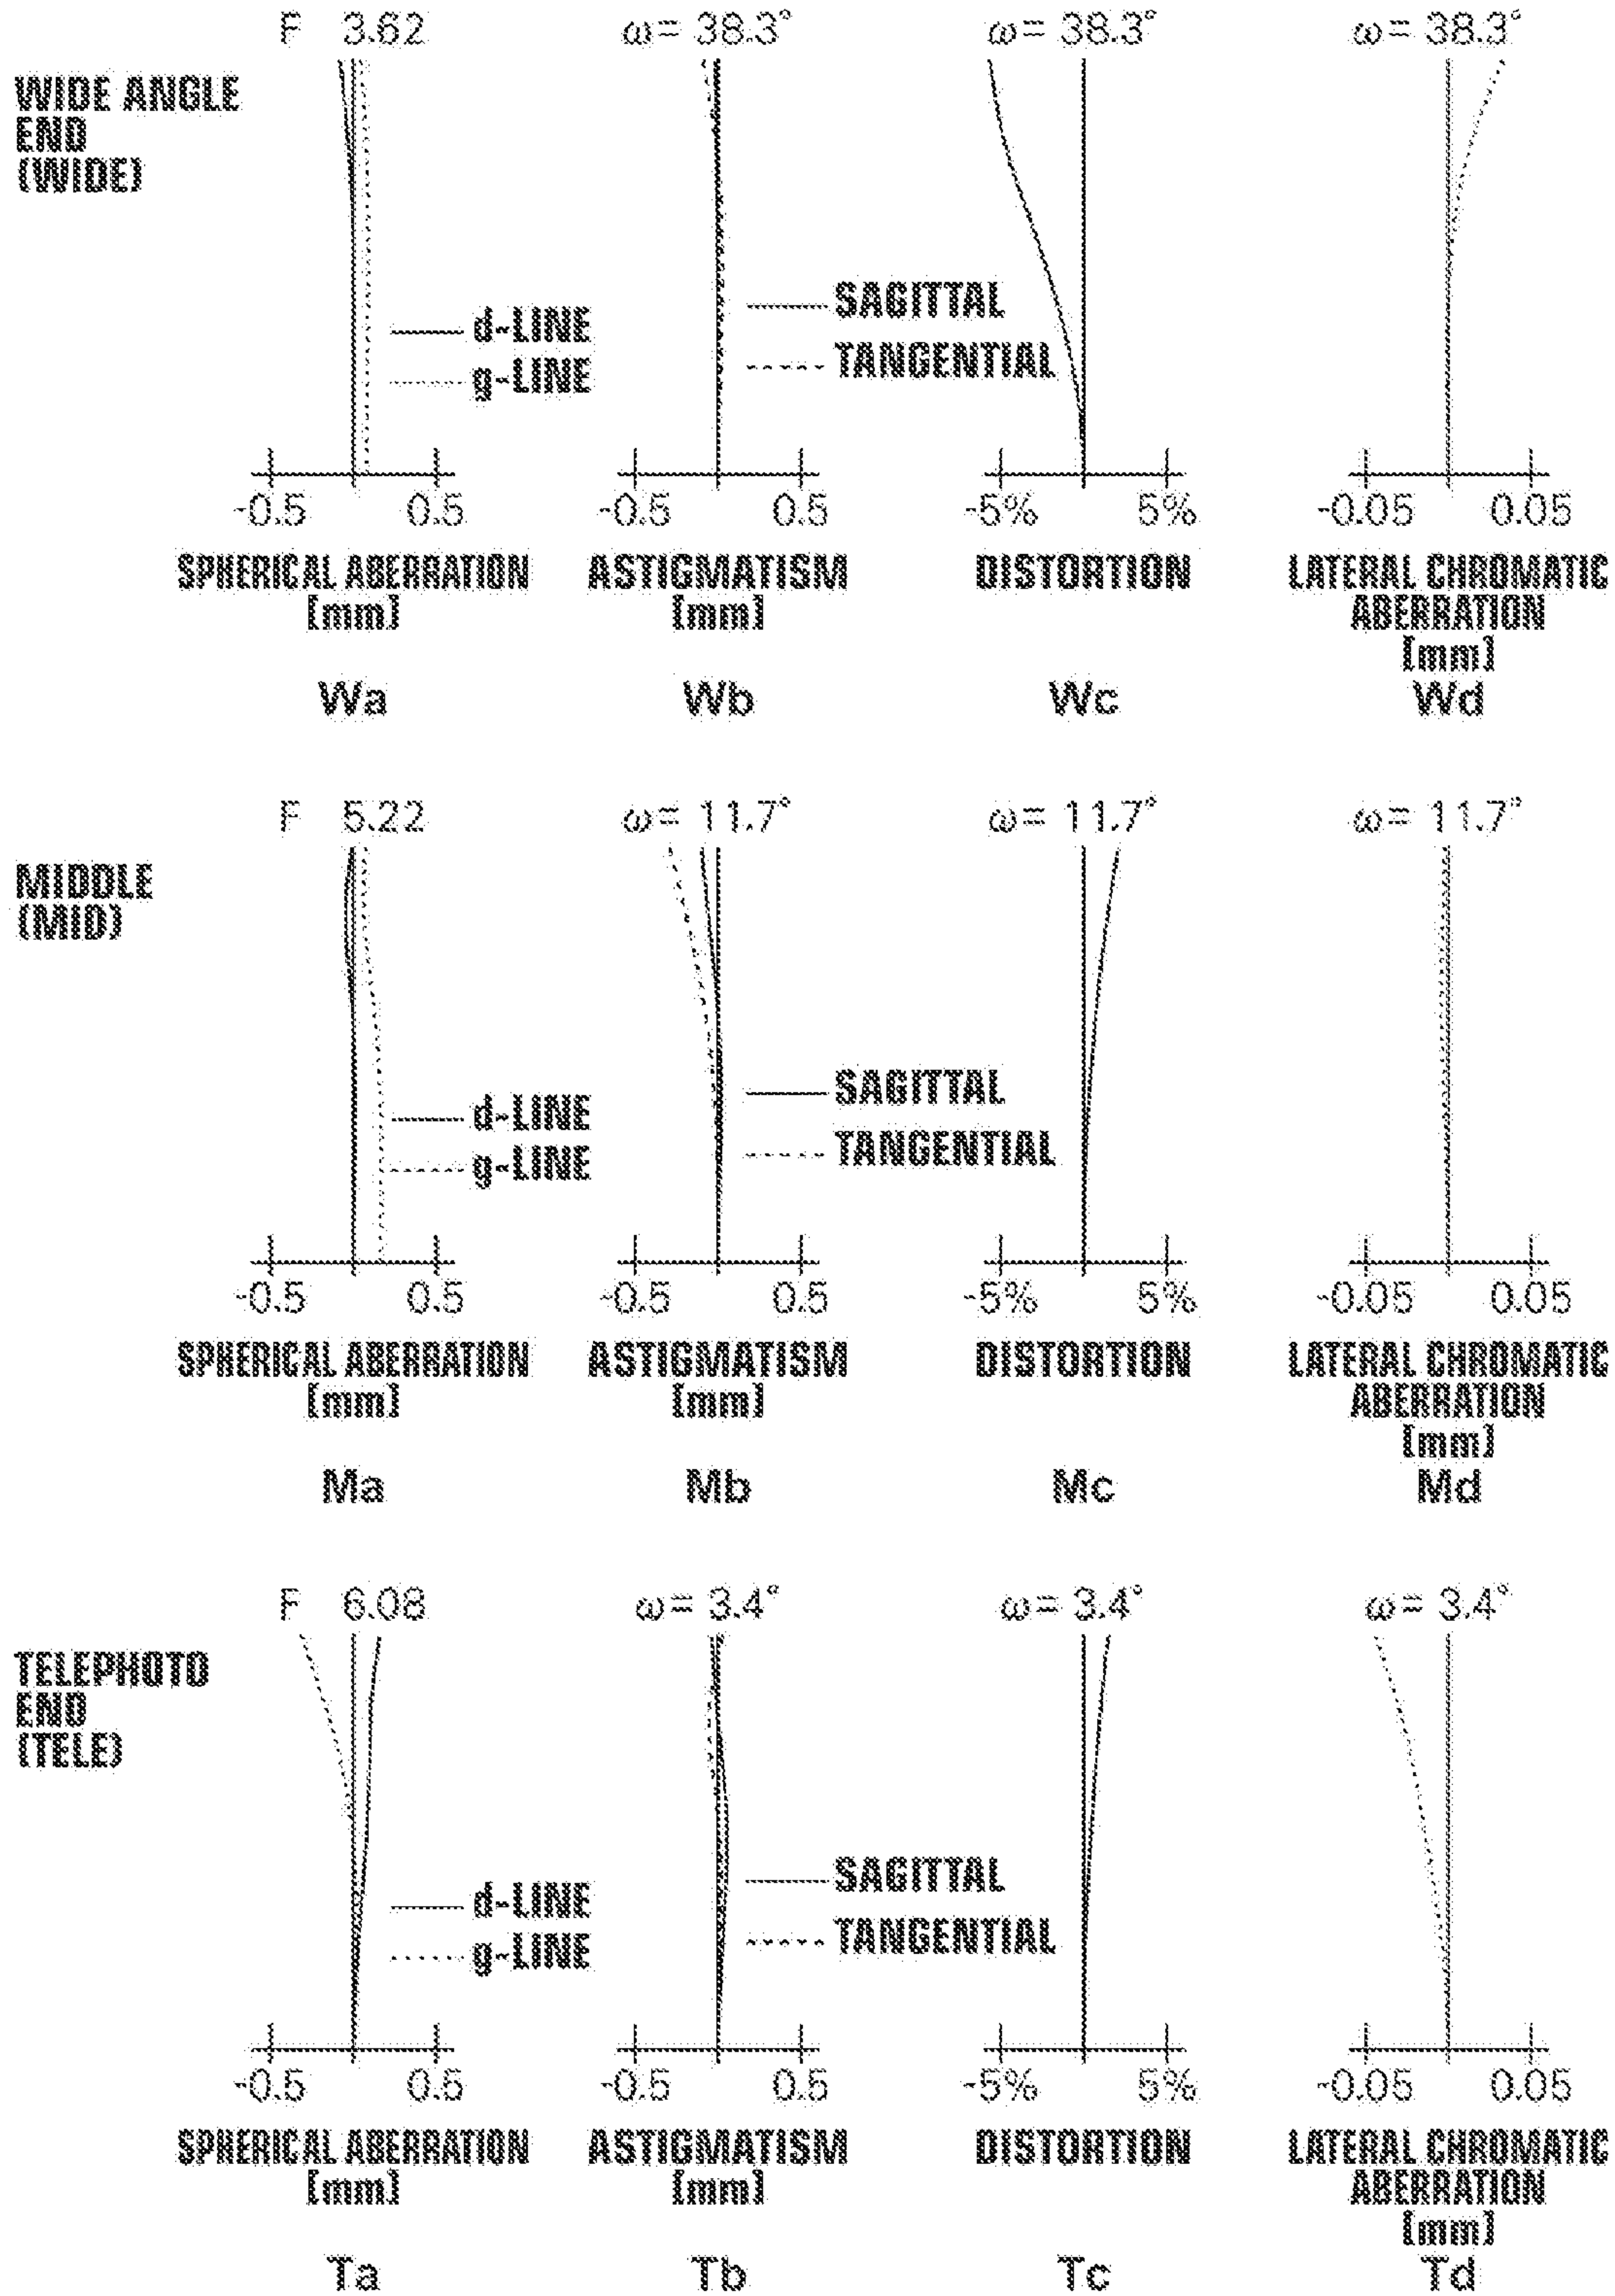 F 3.62 ω= 38.3° ω= 38.3° ω= 38.3°
WIDE ANGLE
END
(WIDE)
d-LINE
g-LINE
SAGITTAL
TANGENTIAL
-0.5 0.5 -0.5 0.5 -5% 5% -0.05 0.05
SPHERICAL ABERRATION
[mm]
ASTIGMATISM
[mm]
DISTORTION
LATERAL CHROMATIC
ABERRATION
[mm]
Wa Wb Wc Wd
F 5.22 ω= 11.7° ω= 11.7° ω= 11.7°
MIDDLE
(MID)
d-LINE
g-LINE
SAGITTAL
TANGENTIAL
-0.5 0.5 -0.5 0.5 -5% 5% -0.05 0.05
SPHERICAL ABERRATION
[mm]
ASTIGMATISM
[mm]
DISTORTION
LATERAL CHROMATIC
ABERRATION
[mm]
Ma Mb Mc Md
F 6.08 ω= 3.4° ω= 3.4° ω= 3.4°
TELEPHOTO
END
(TELE)
d-LINE
g-LINE
SAGITTAL
TANGENTIAL
-0.5 0.5 -0.5 0.5 -5% 5% -0.05 0.05
SPHERICAL ABERRATION
[mm]
ASTIGMATISM
[mm]
DISTORTION
LATERAL CHROMATIC
ABERRATION
[mm]
Ta Tb Tc Td